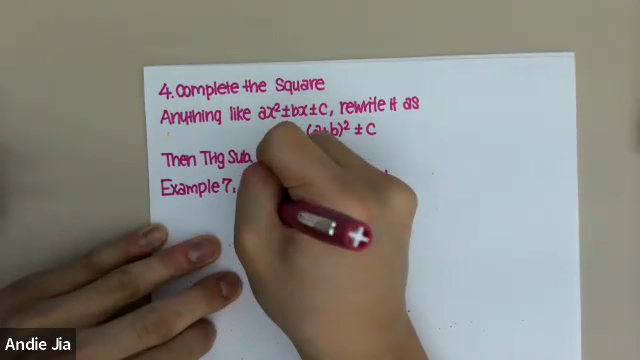 4. Complete the Square
Anything like ax² ± bx ± c, rewrite it as
(a+b)² ± c
Then Trig Sub.
Example 7:
Andie Jia